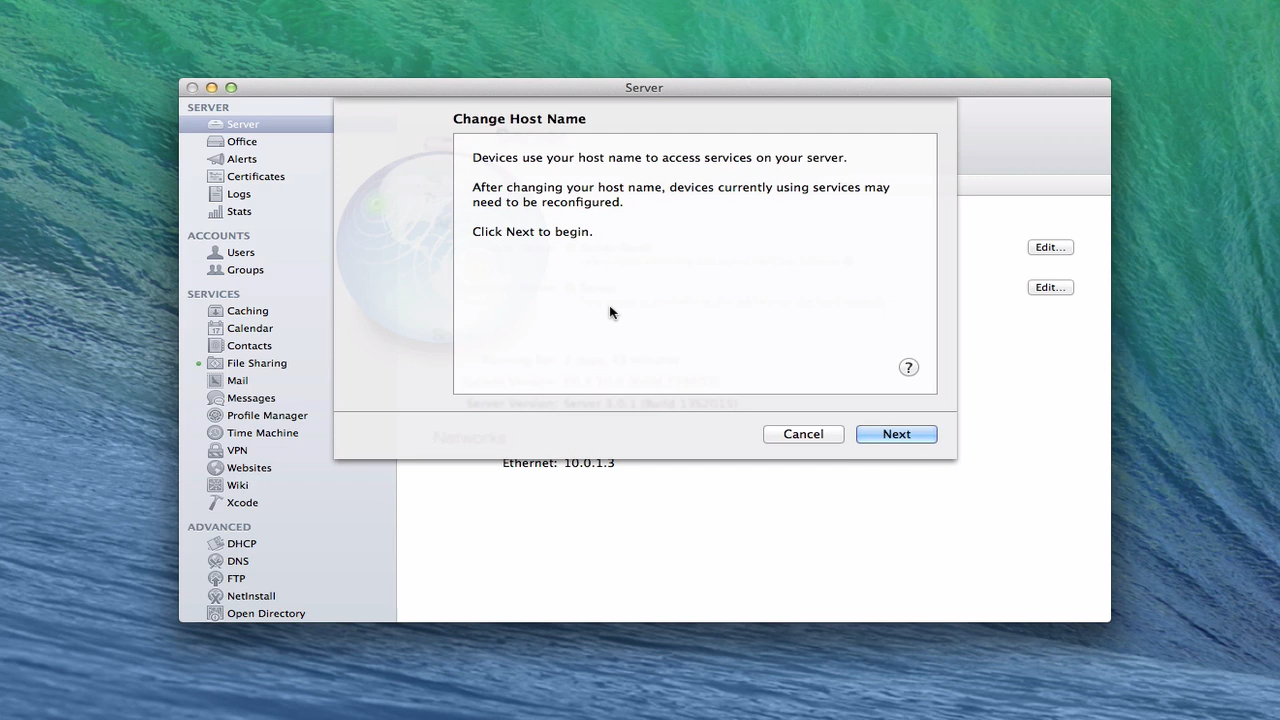 Server
SERVER
Server
Office
Alerts
Certificates
Logs
Stats
ACCOUNTS
Users
Groups
SERVICES
Caching
Calendar
17
Contacts
File Sharing
Mail
Messages
Profile Manager
Time Machine
VPN
Websites
Wiki
Xcode
ADVANCED
DHCP
DNS
FTP
NetInstall
Open Directory
Change Host Name
Devices use your host name to access services on your server.
After changing your host name, devices currently using services may
need to be reconfigured.
Click Next to begin.
?
Cancel
Next
Edit...
Edit...
Networks
Ethernet: 10.0.1.3